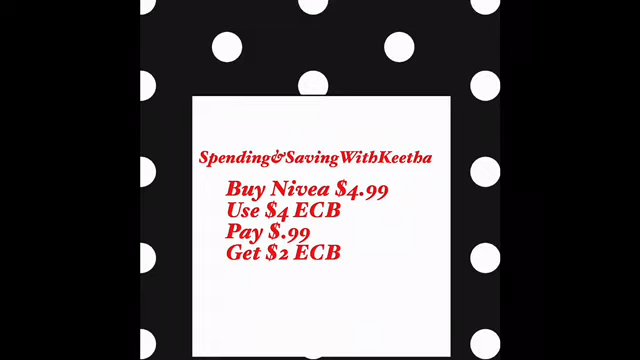 Spending&SavingWithKeetha
Buy Nivea $4.99
Use $4 ECB
Pay $.99
Get $2 ECB